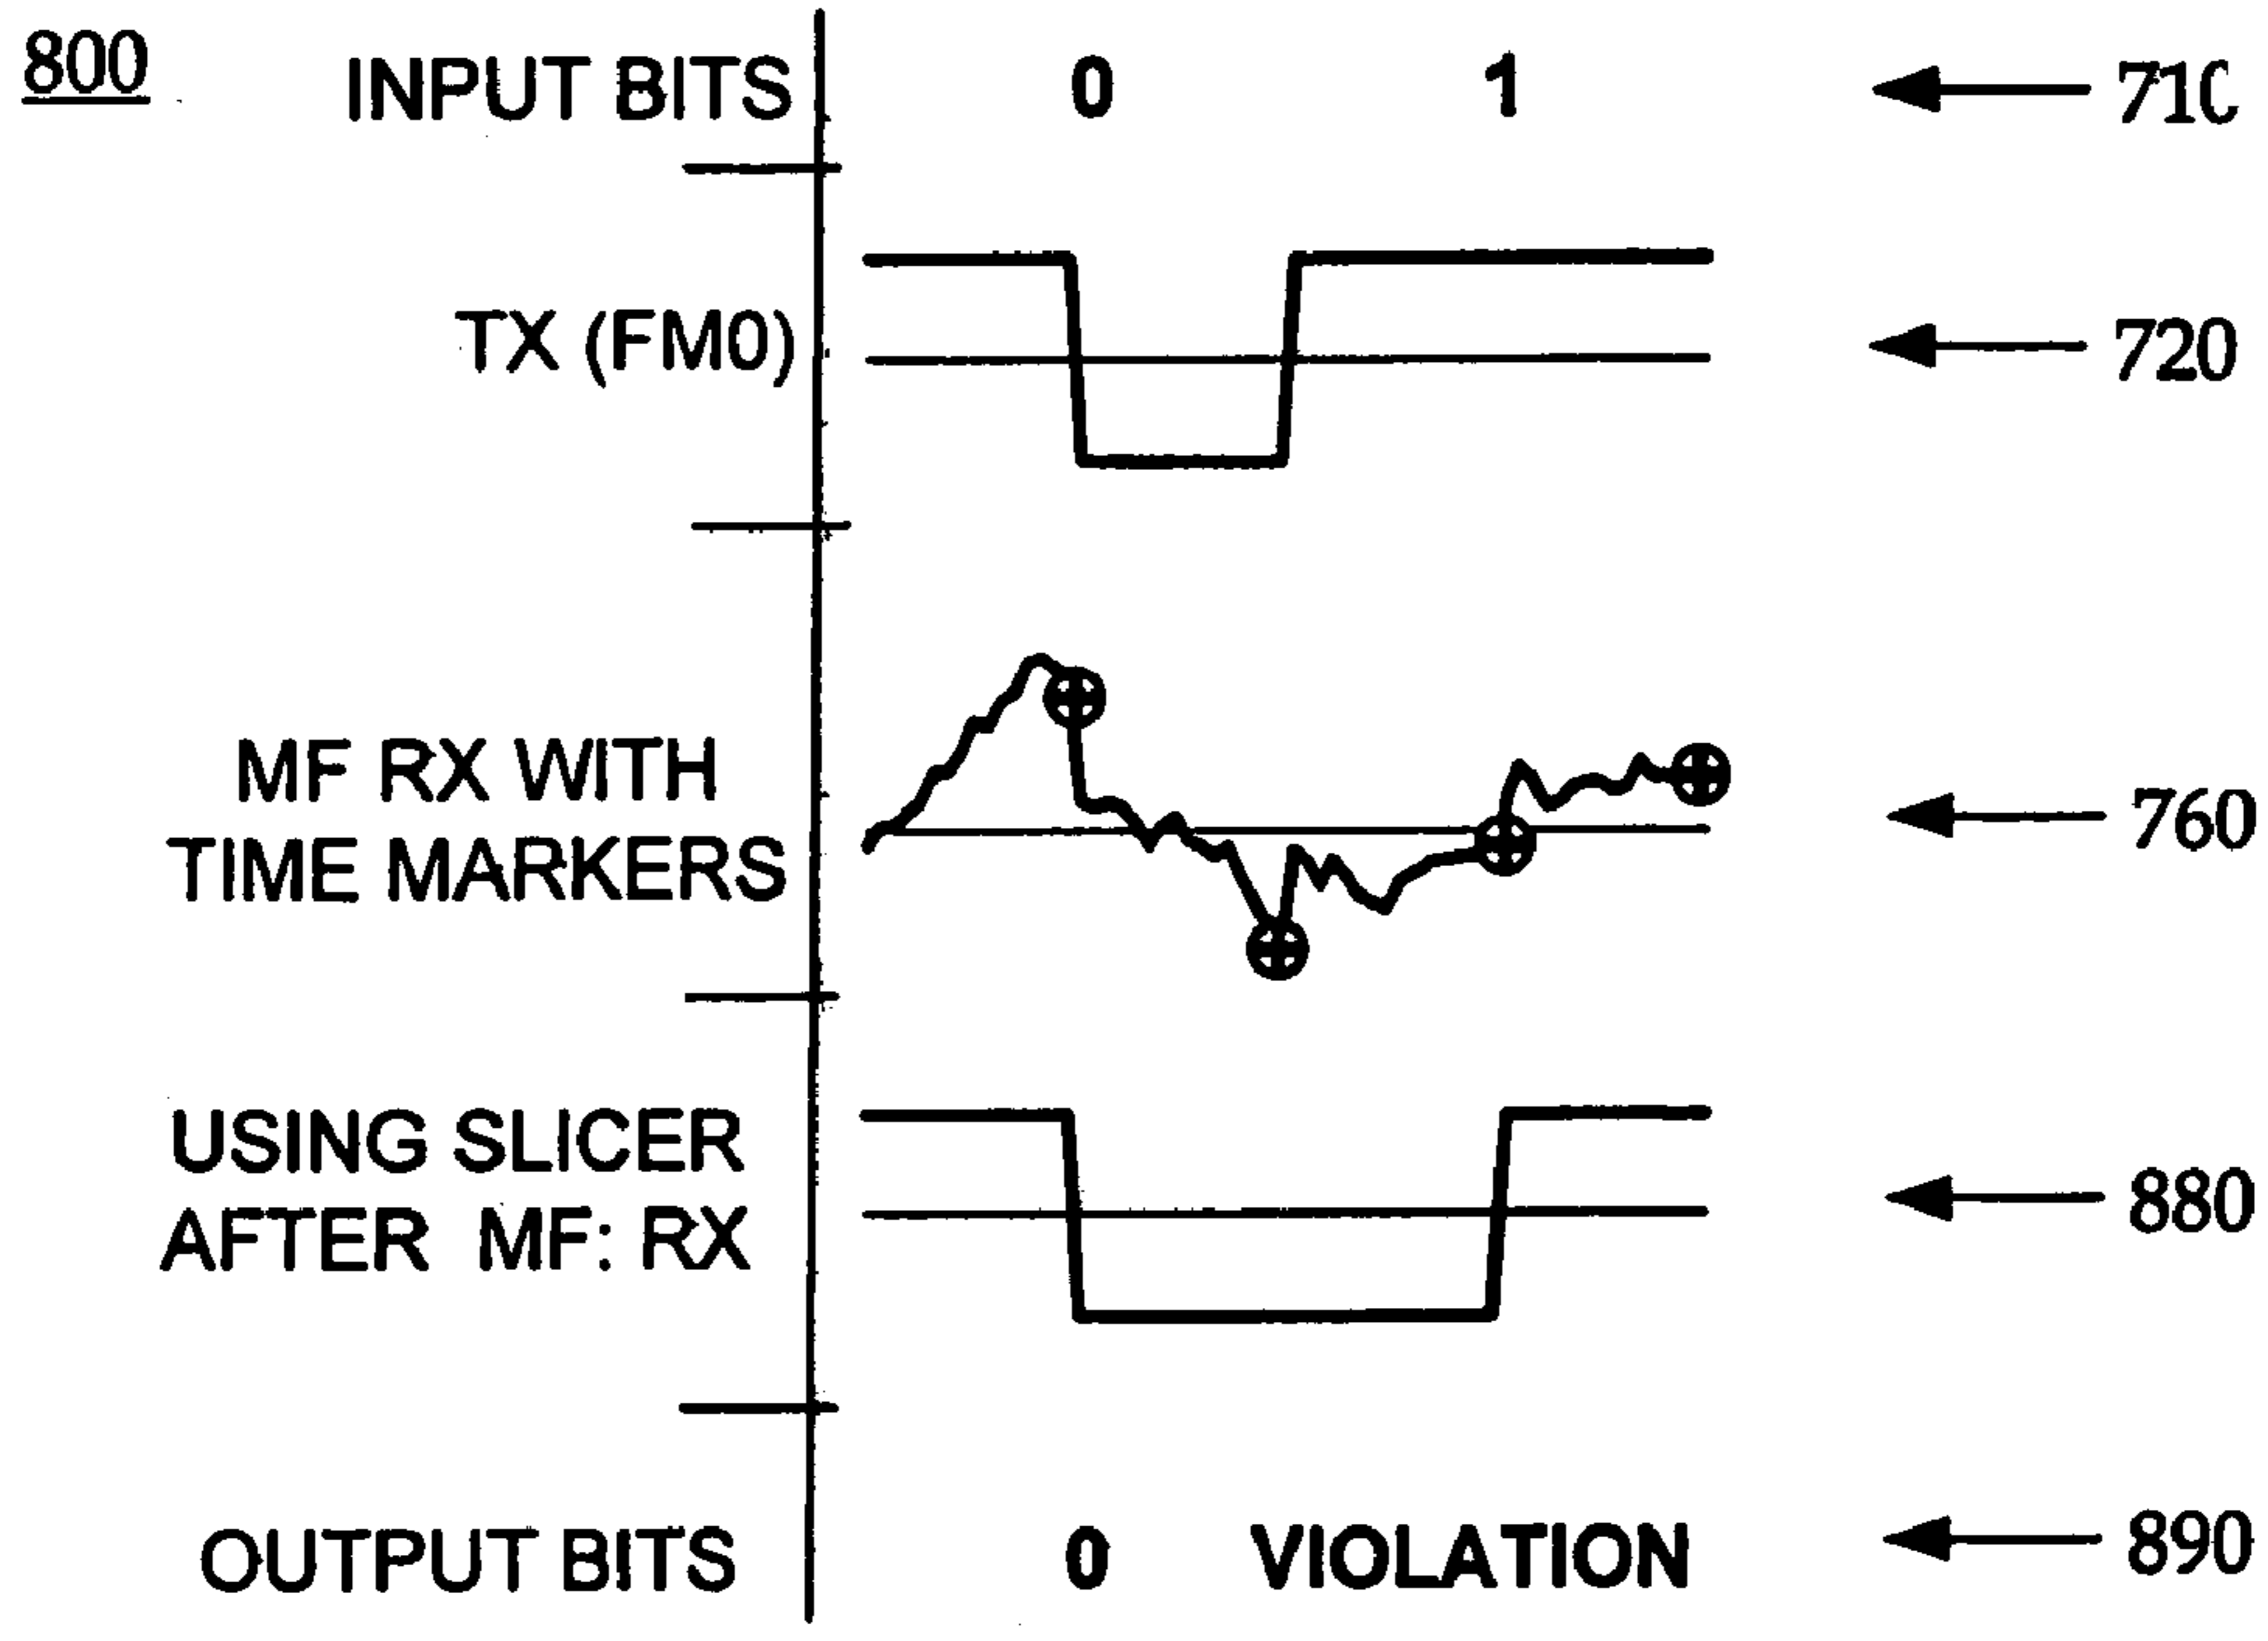 800
INPUT BITS 0 1 710
TX (FM0) 720
MF RX WITH
TIME MARKERS 760
USING SLICER
AFTER MF: RX 880
OUTPUT BITS 0 VIOLATION 890